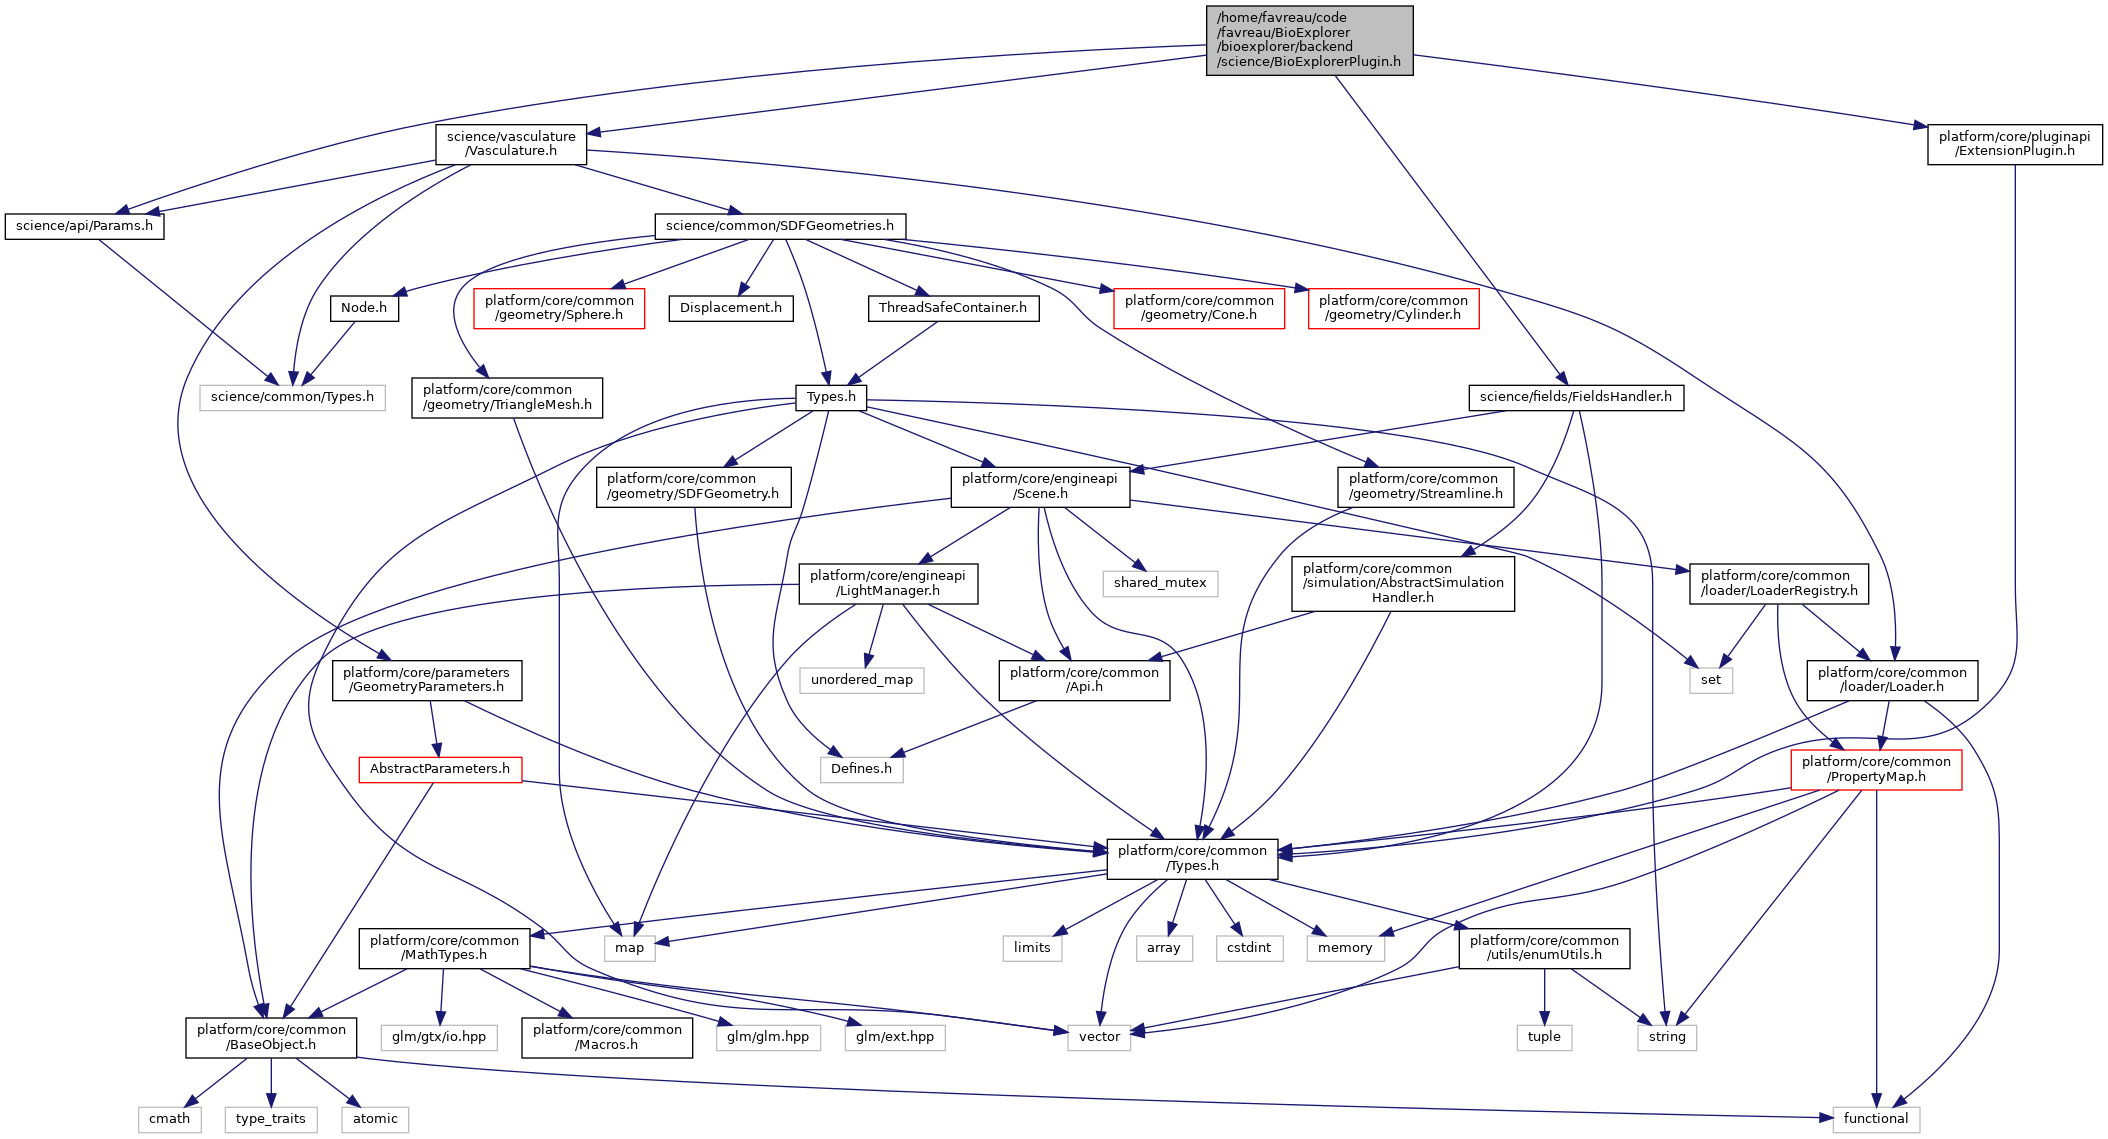 /home/favreau/code
/favreau/BioExplorer
/bioexplorer/backend
/science/BioExplorerPlugin.h
science/vasculature
/Vasculature.h
platform/core/pluginapi
/ExtensionPlugin.h
science/api/Params.h
science/common/SDFGeometries.h
Node.h
platform/core/common
/geometry/Sphere.h
Displacement.h
ThreadSafeContainer.h
platform/core/common
/geometry/Cone.h
platform/core/common
/geometry/Cylinder.h
science/common/Types.h
platform/core/common
/geometry/TriangleMesh.h
Types.h
science/fields/FieldsHandler.h
platform/core/common
/geometry/SDFGeometry.h
platform/core/engineapi
/Scene.h
platform/core/common
/geometry/Streamline.h
platform/core/engineapi
/LightManager.h
shared_mutex
platform/core/common
/simulation/AbstractSimulation
Handler.h
platform/core/common
/loader/LoaderRegistry.h
platform/core/parameters
/GeometryParameters.h
unordered_map
platform/core/common
/Api.h
set
platform/core/common
/loader/Loader.h
AbstractParameters.h
Defines.h
platform/core/common
/PropertyMap.h
platform/core/common
/Types.h
platform/core/common
/MathTypes.h
map
limits
array
cstdint
memory
platform/core/common
/utils/enumUtils.h
platform/core/common
/BaseObject.h
glm/gtx/io.hpp
platform/core/common
/Macros.h
glm/glm.hpp
glm/ext.hpp
vector
tuple
string
cmath
type_traits
atomic
functional